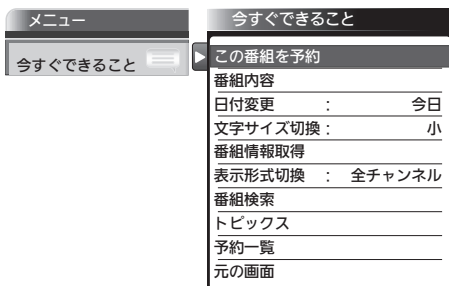 メニュー
今すぐできること
今すぐできること
この番組を予約
番組内容
日付変更 : 今日
文字サイズ切換 : 小
番組情報取得
表示形式切換 : 全チャンネル
番組検索
トピックス
予約一覧
元の画面